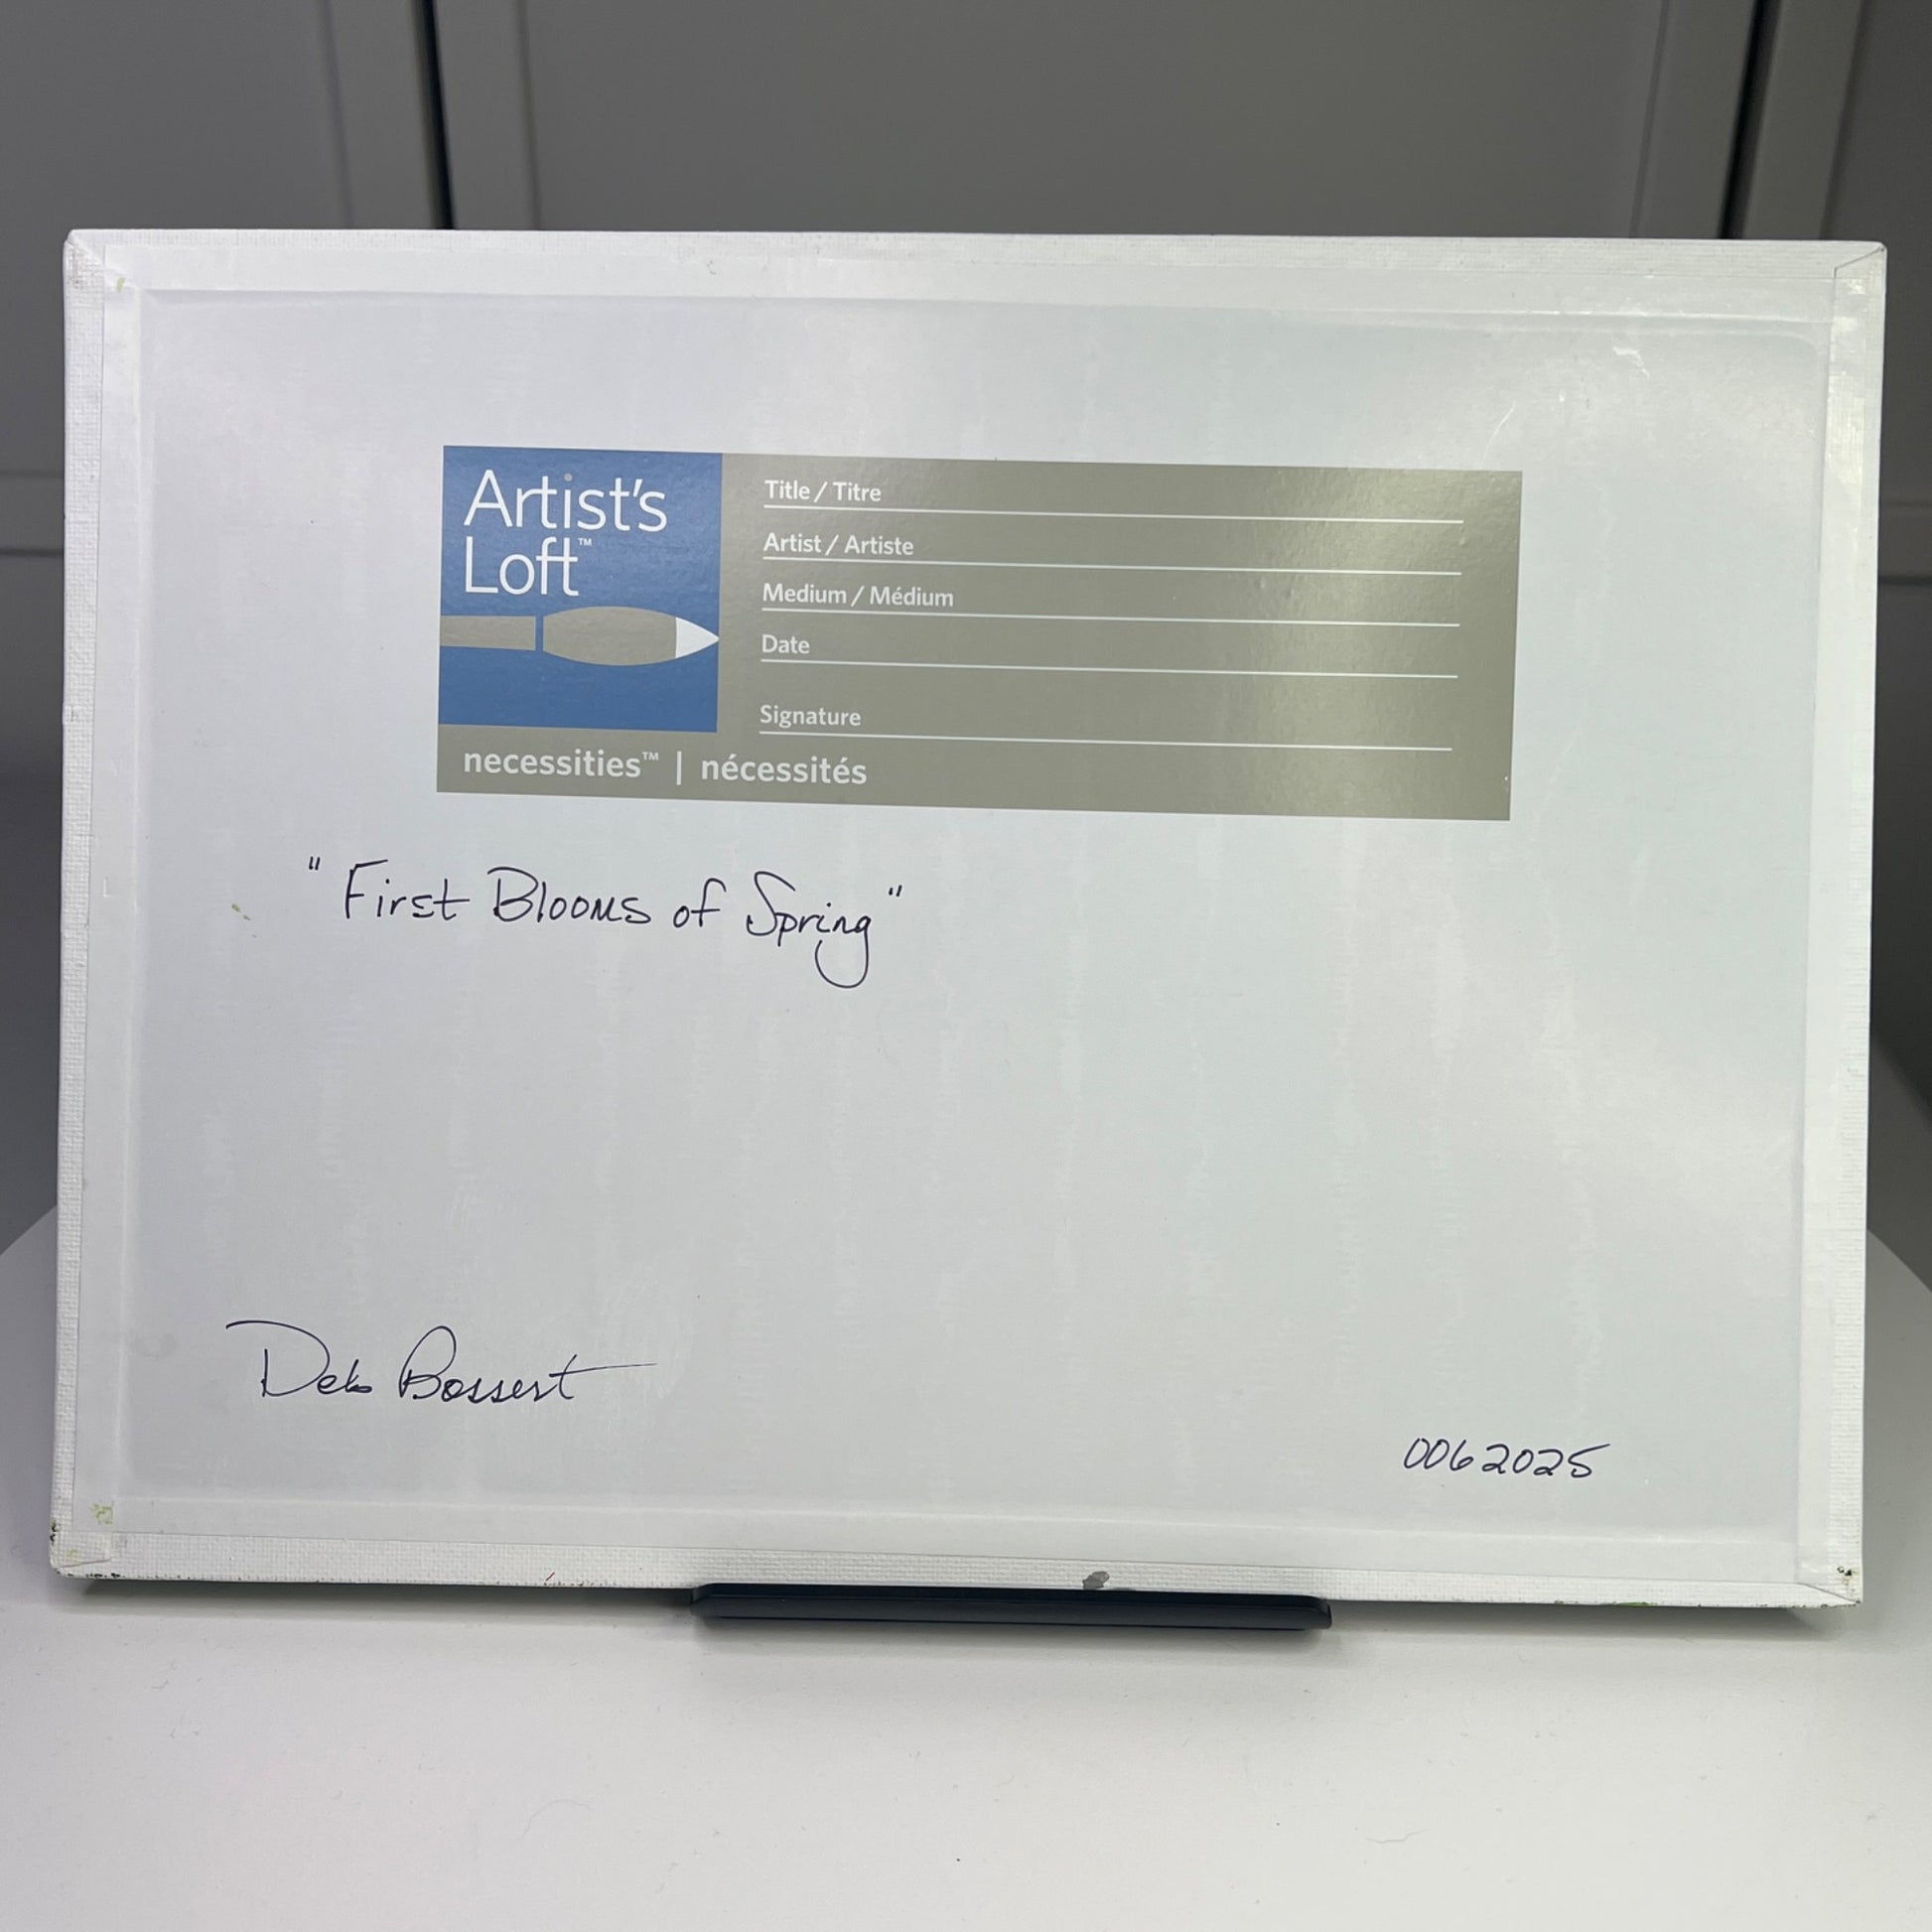 Artist's
Loft™
Title / Titre
Artist / Artiste
Medium / Médium
Date
Signature
necessities™ | nécessités
"First Blooms of Spring"
Deb Bossert
0062025